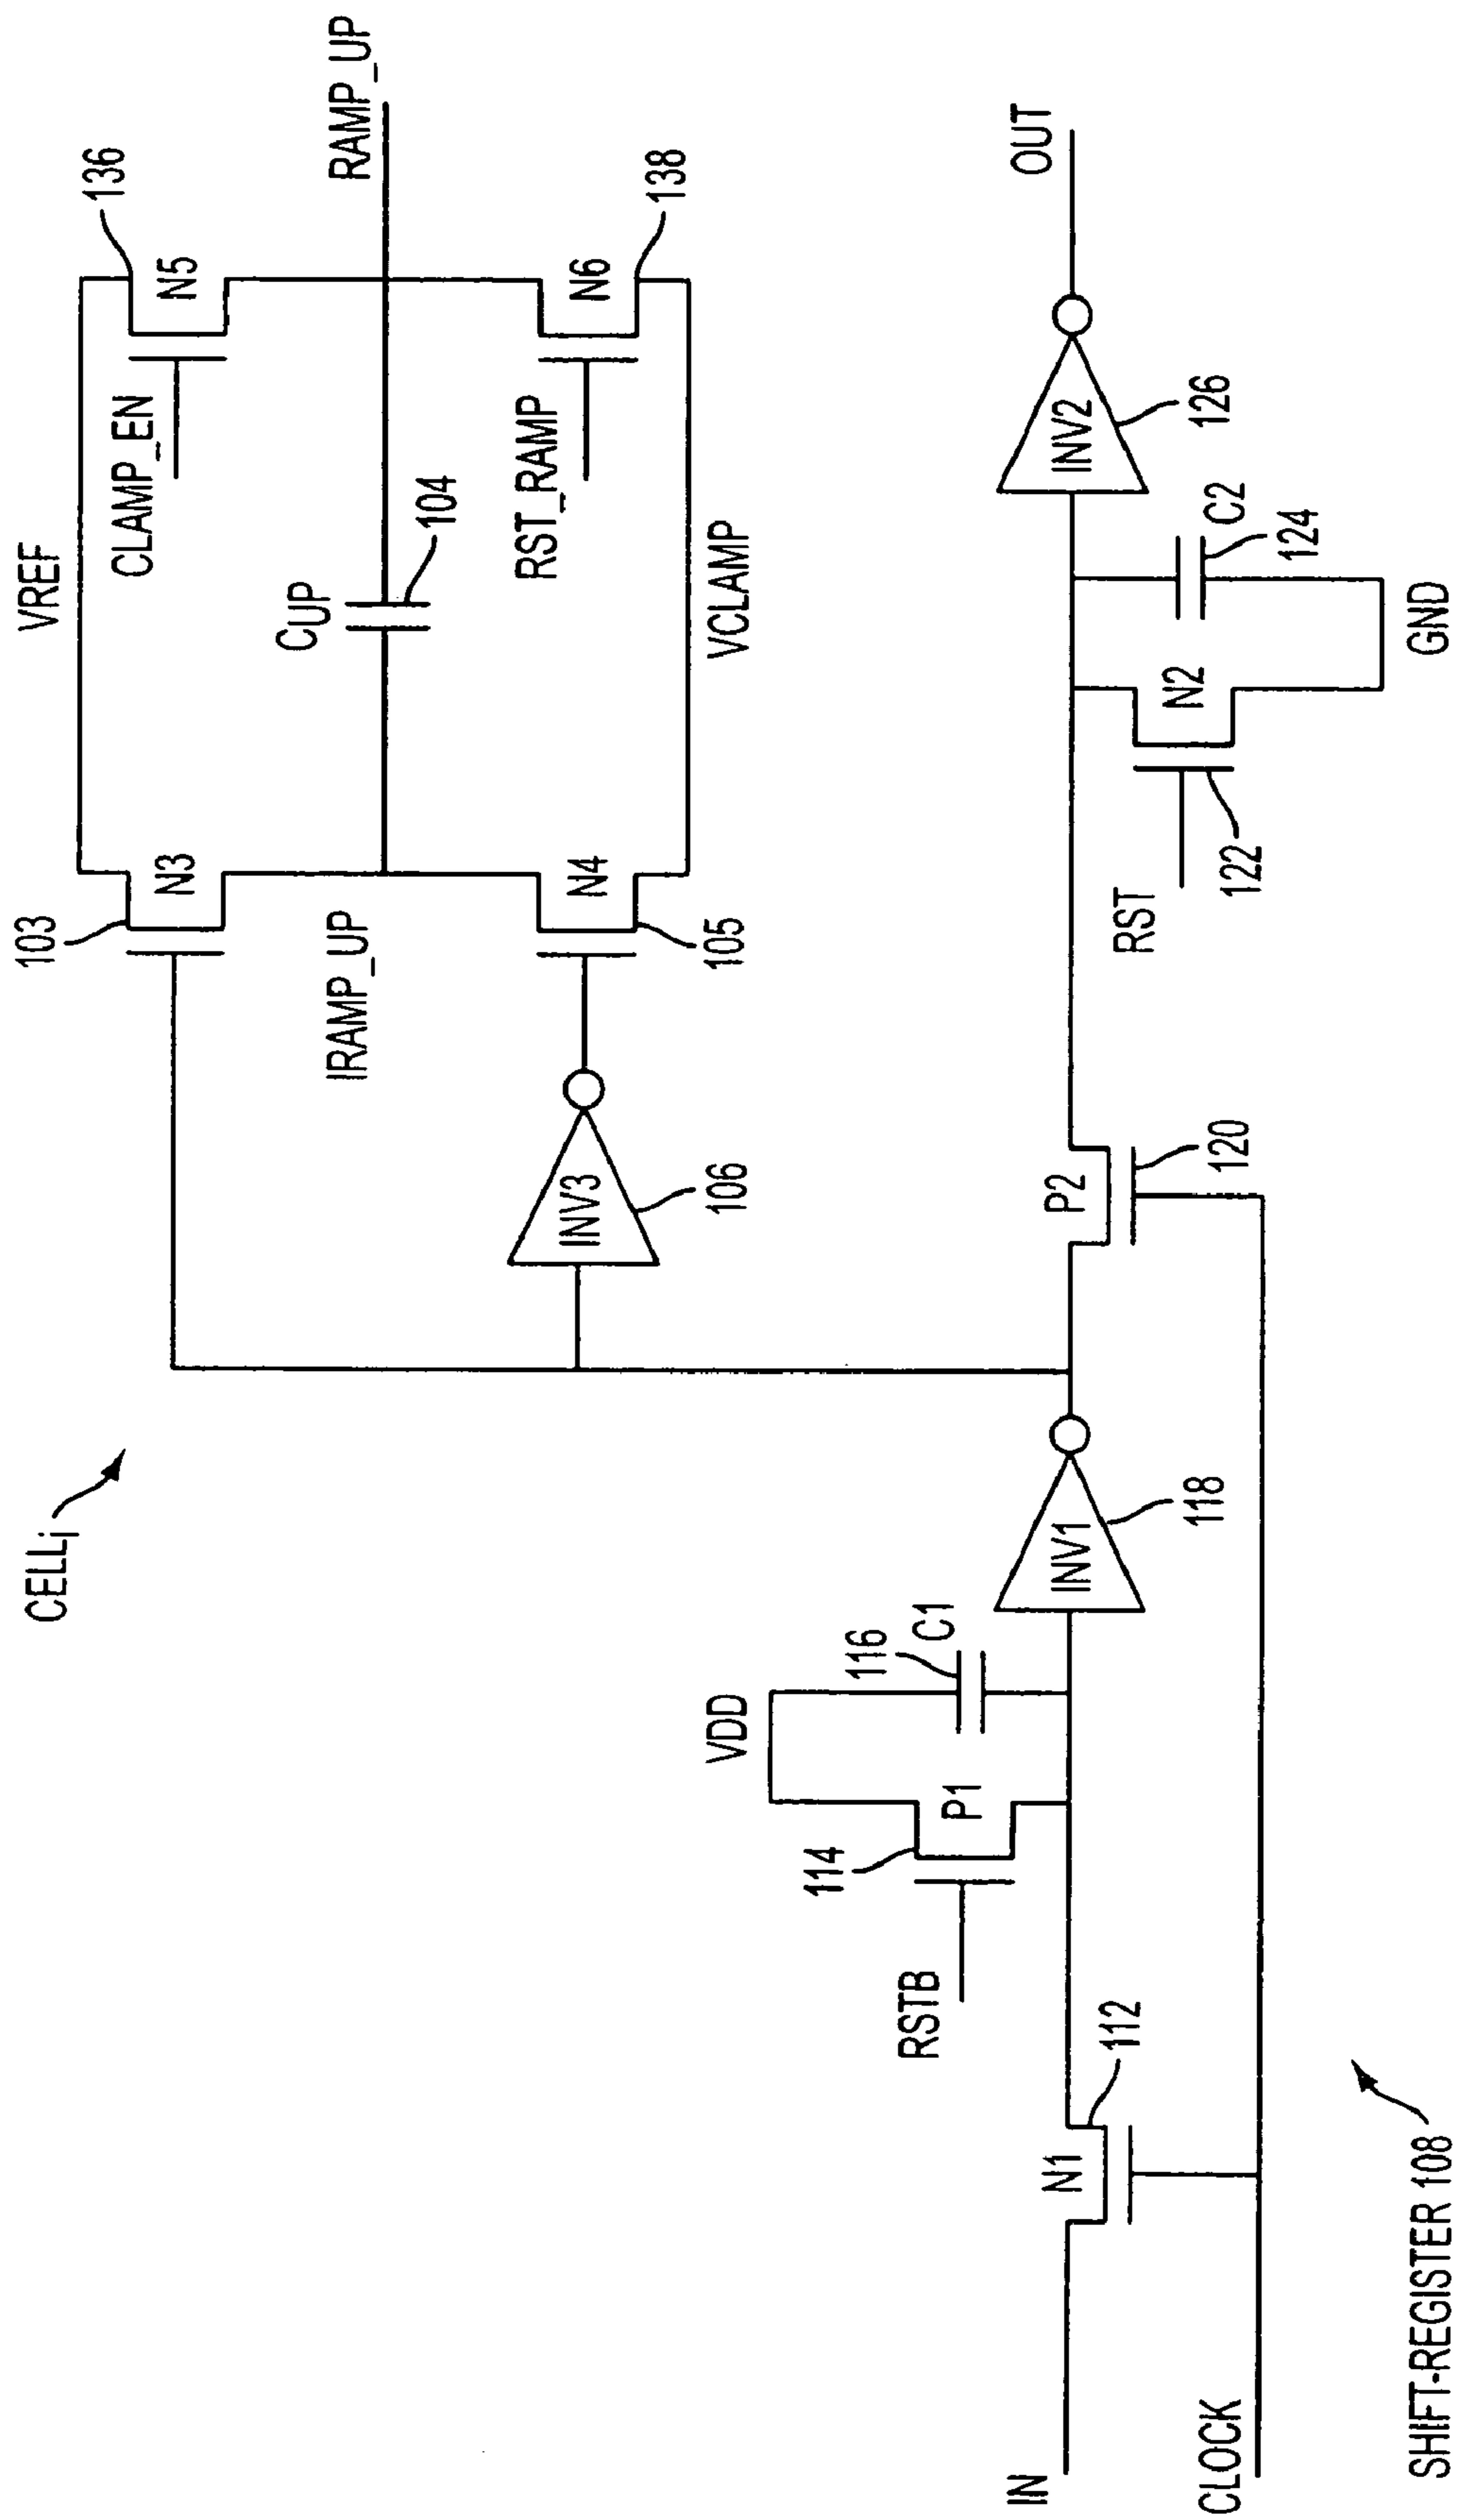 CELLi
VREF
103
N3
CLAMP_EN
N5
136
IRAMP_UP
CUP
104
RAMP_UP
INV3
106
N4
105
RST_RAMP
N6
138
VCLAMP
VDD
114
P1
116
C1
RSTB
IN
N1
112
INV1
118
P2
120
RST
122
N2
C2
124
GND
INV2
126
OUT
CLOCK
SHIFT-REGISTER 108